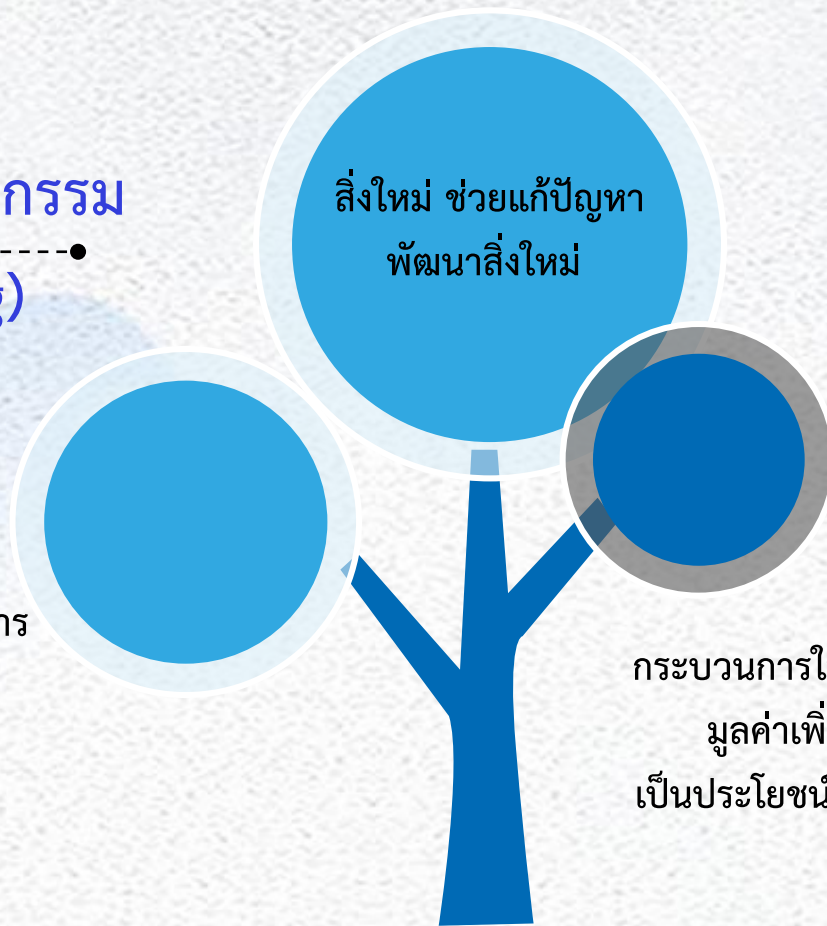 กรรม
สิ่งใหม่ ช่วยแก้ปัญหา
พัฒนาสิ่งใหม่
กระบวนการใ
มูลค่าเพิ่
เป็นประโยชน์